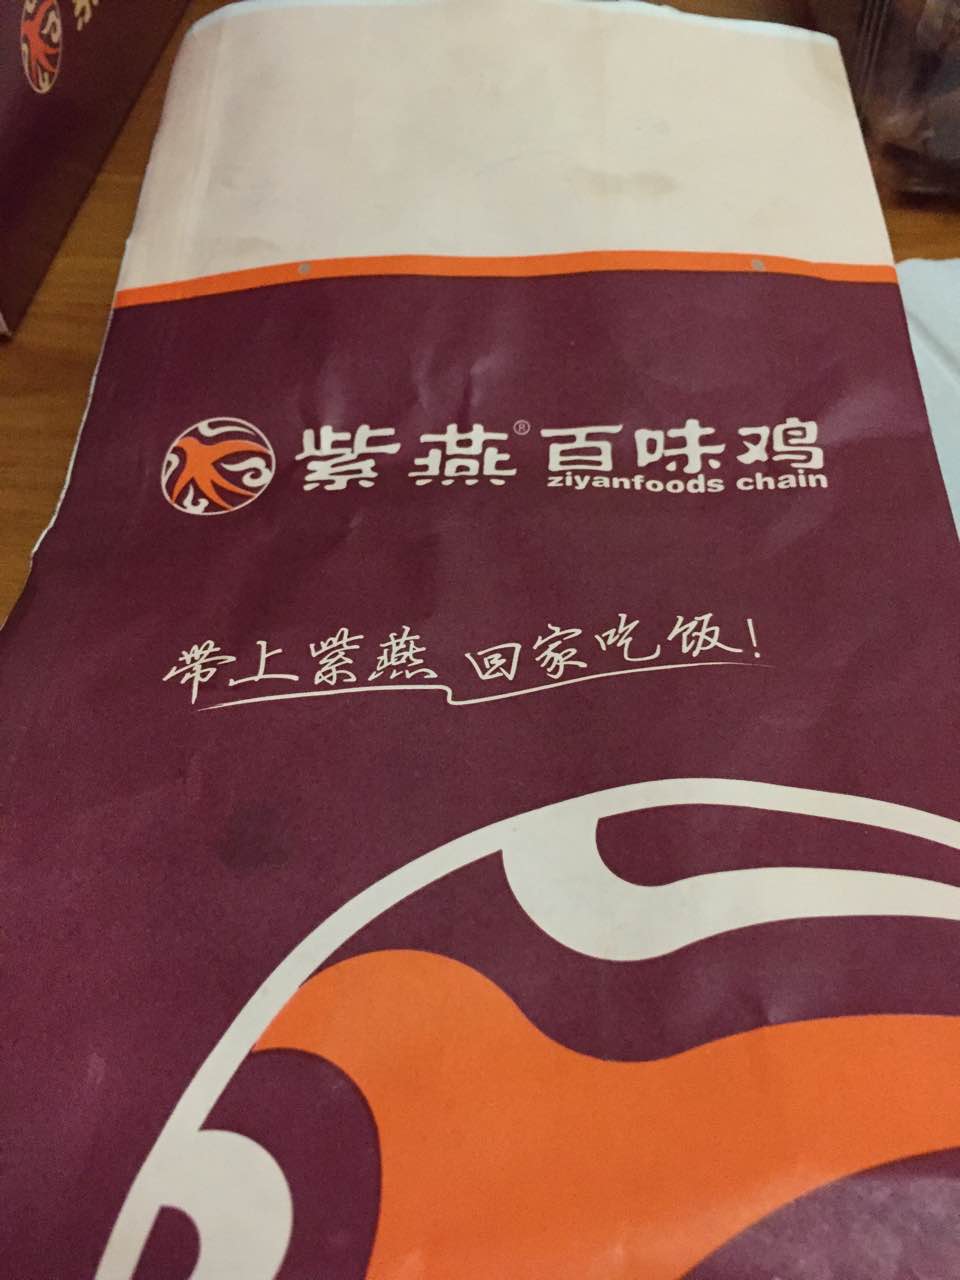 紫燕®百味鸡
ziyanfoods chain
带上紫燕 回家吃饭!